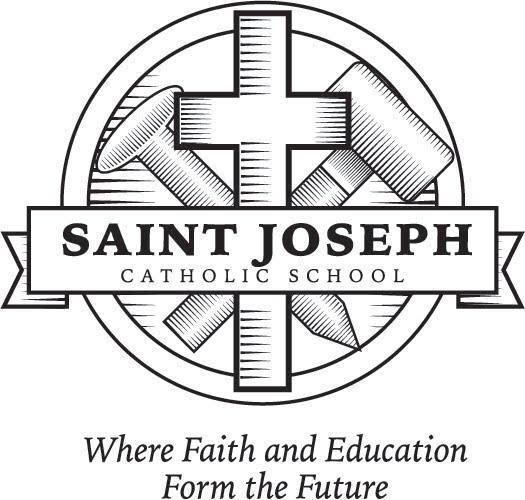 SAINT JOSEPH
CATHOLIC SCHOOL
Where Faith and Education
Form the Future